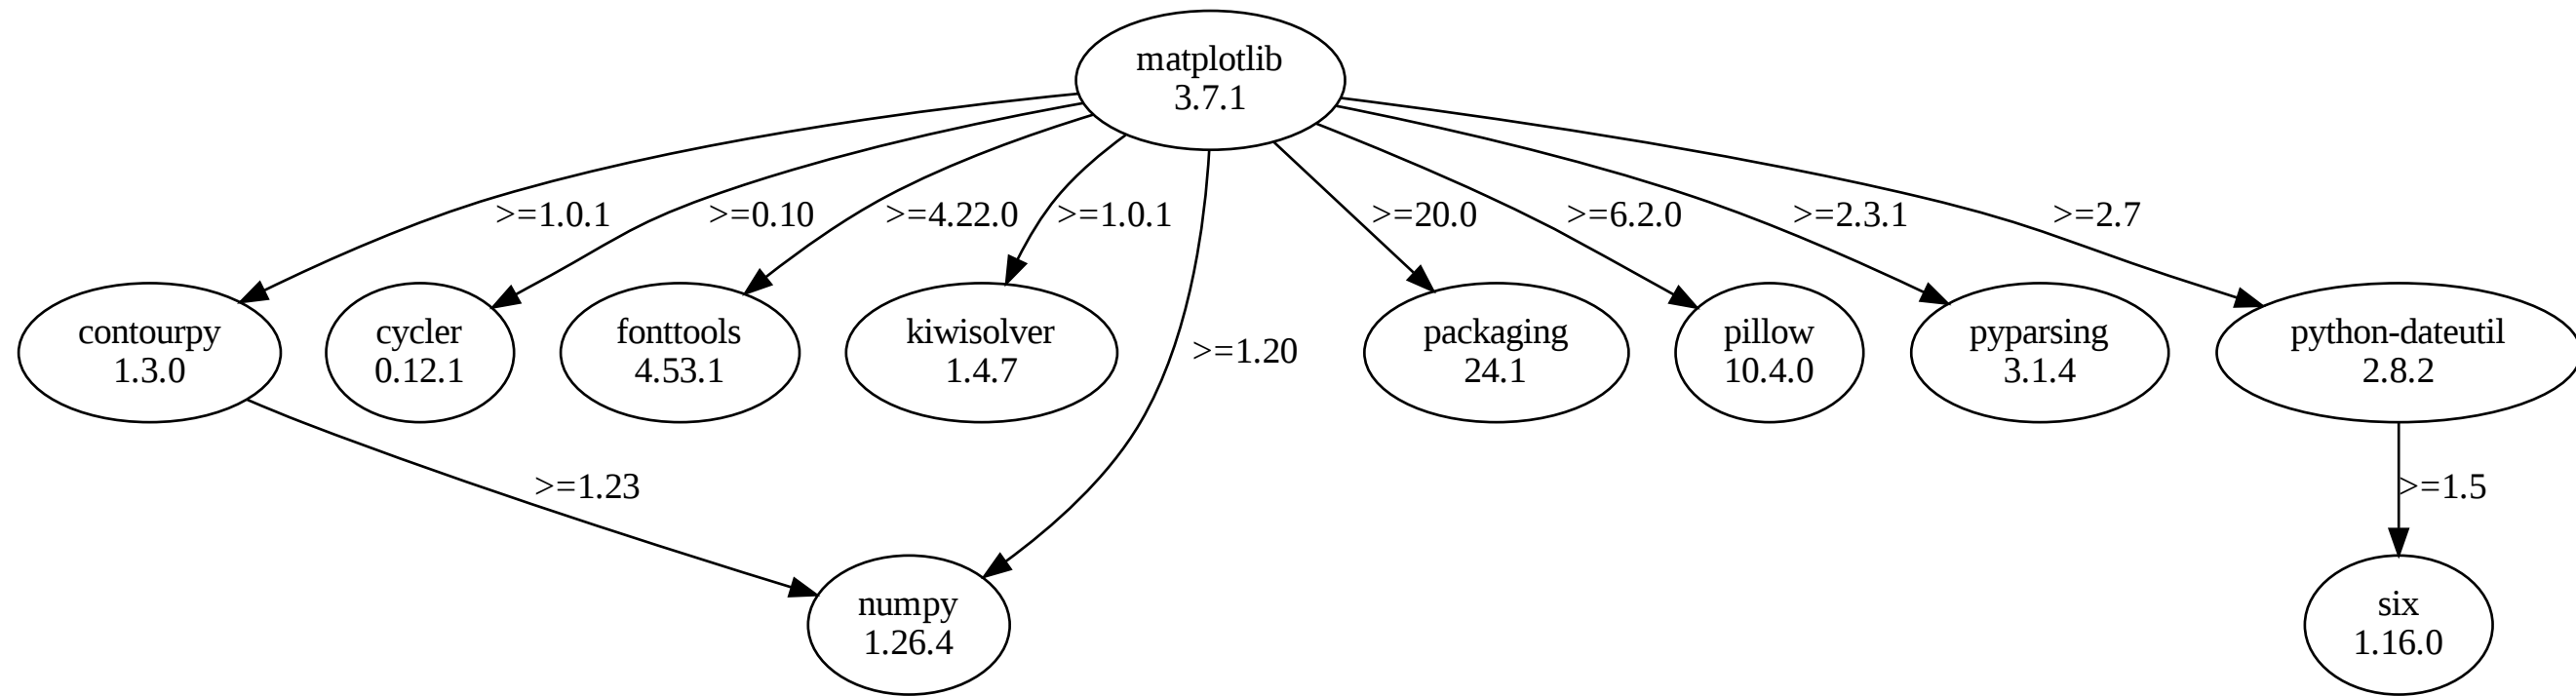 matplotlib
3.7.1
>=1.0.1
>=0.10
>=4.22.0
>=1.0.1
>=20.0
>=6.2.0
>=2.3.1
>=2.7
contourpy
1.3.0
cycler
0.12.1
fonttools
4.53.1
kiwisolver
1.4.7
>=1.20
packaging
24.1
pillow
10.4.0
pyparsing
3.1.4
python-dateutil
2.8.2
>=1.23
>=1.5
numpy
1.26.4
six
1.16.0